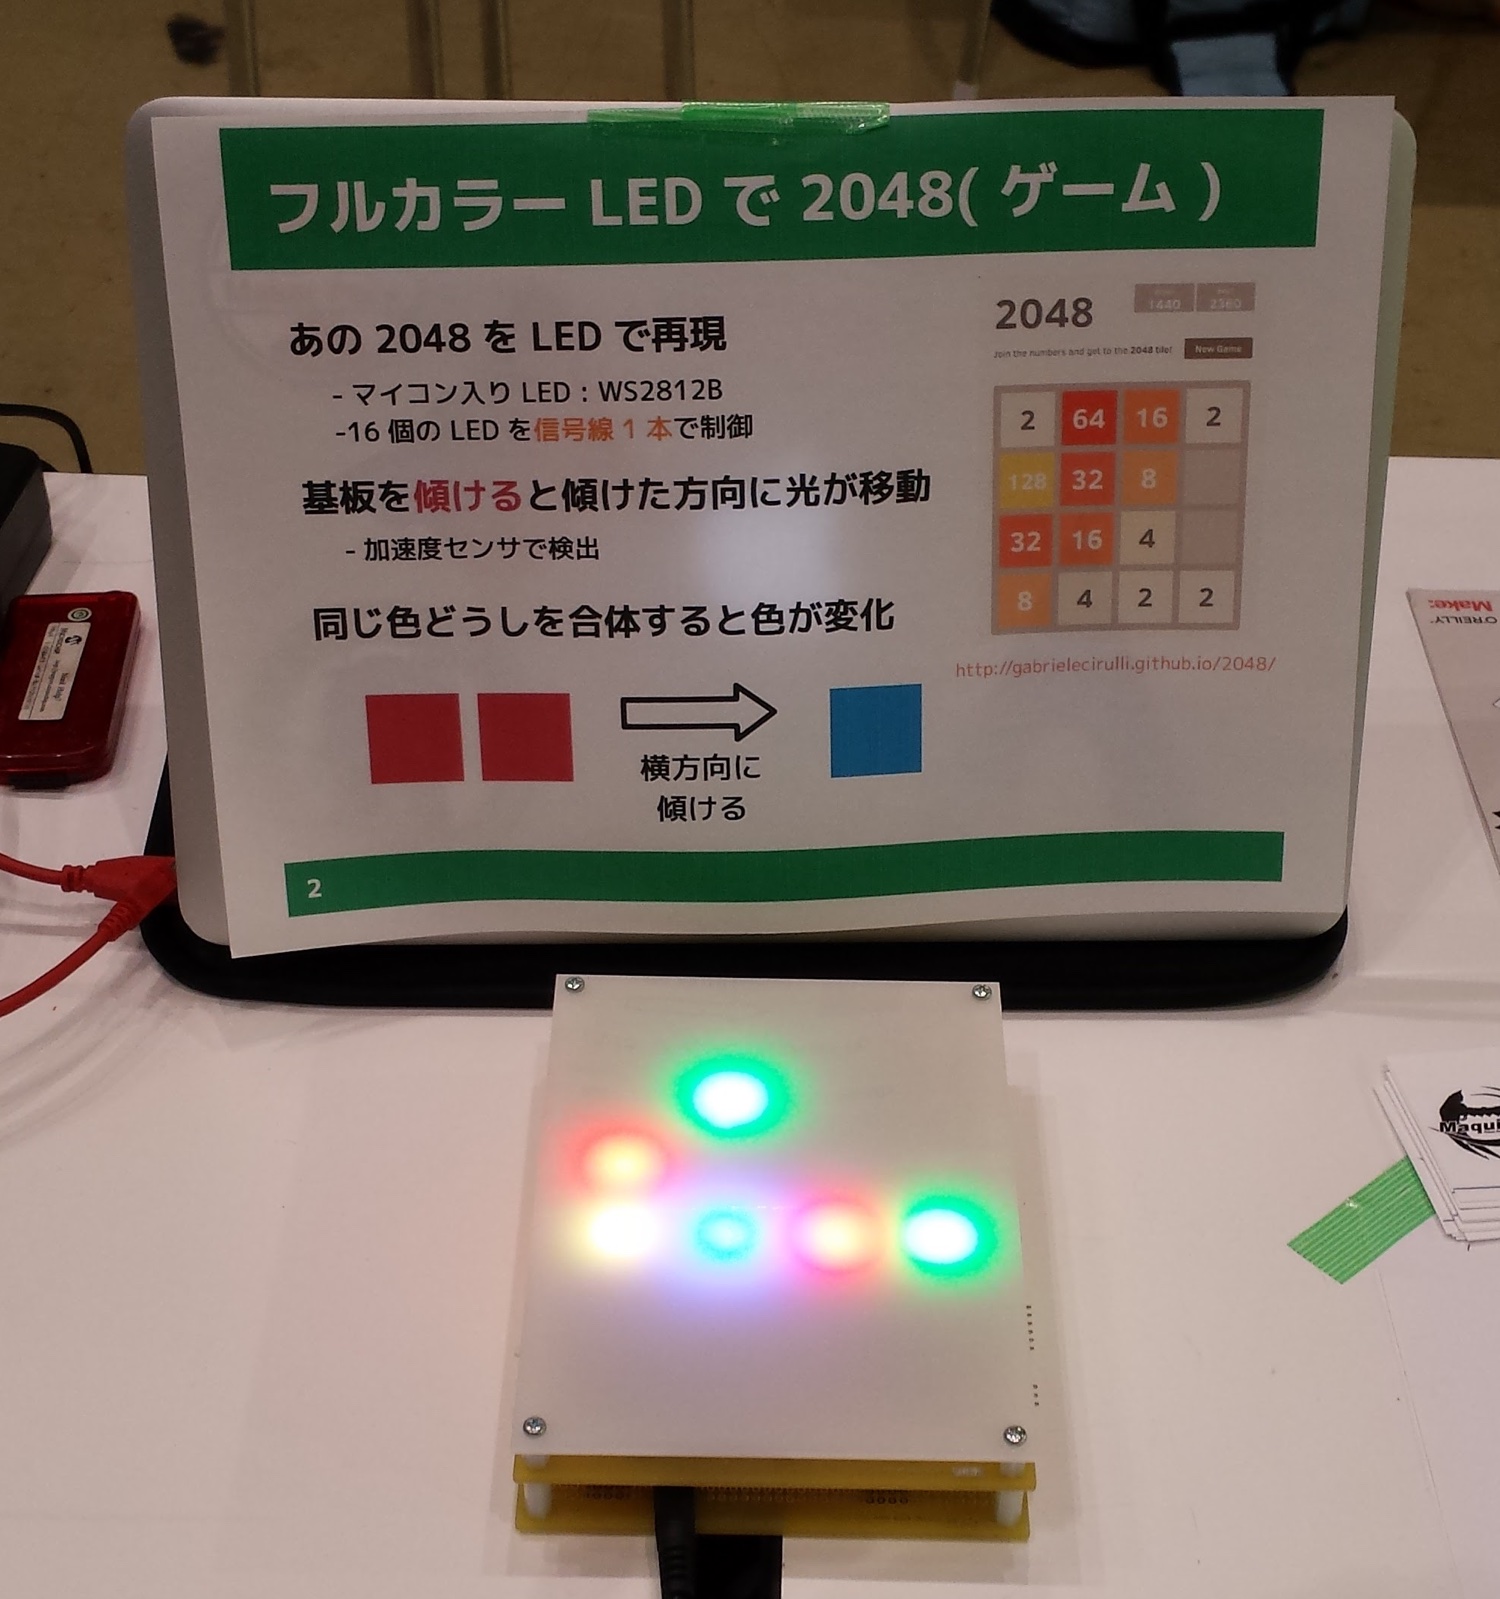 フルカラー LED で 2048( ゲーム )
あの 2048 を LED で再現
- マイコン入り LED : WS2812B
-16 個の LED を信号線 1 本で制御
基板を傾けると傾けた方向に光が移動
- 加速度センサで検出
同じ色どうしを合体すると色が変化
横方向に
傾ける
2
2048
1440 2360
Join the numbers and get to the 2048 tile!
New Game
2 64 16 2
128 32 8
32 16 4
8 4 2 2
http://gabrielecirulli.github.io/2048/
Make:
O'REILLY
Maqui